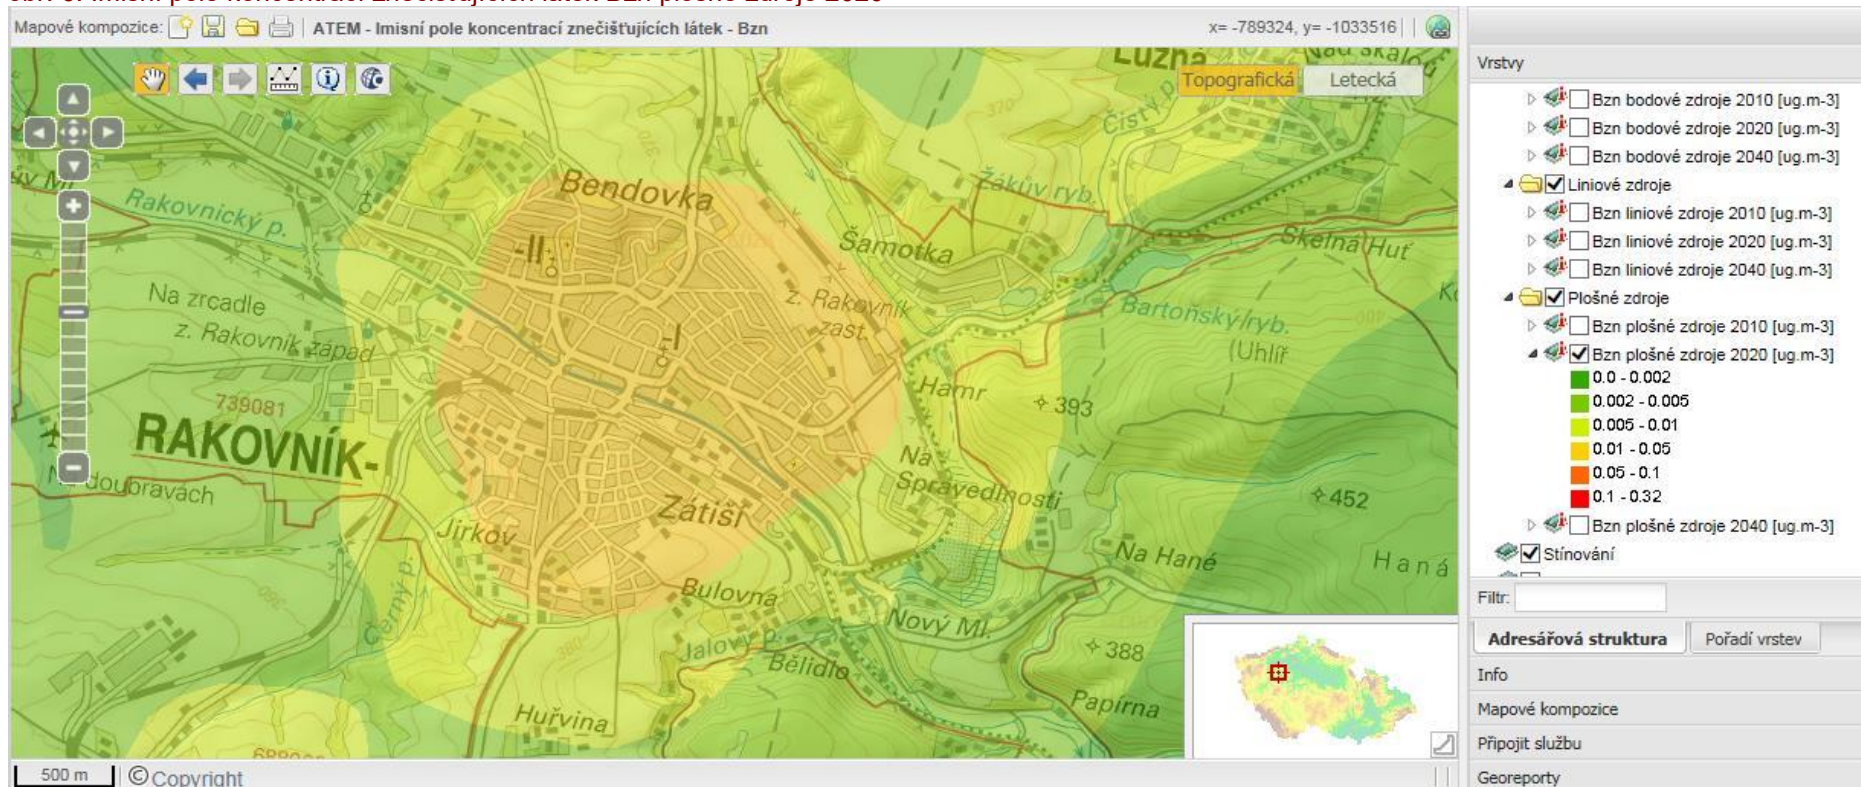 Mapové kompozice: ATEM - Imisní pole koncentrací znečišťujících látek - Bzn x= -789324, y= -1033516
Topografická Letecká
Lužná
Čistý p.
Bendovka
Žákův ryb.
Rakovnický p.
-II
Šamotka
Skelná Huť
Na zrcadle
z. Rakovník
zast.
Bartoňský ryb.
z. Rakovník západ
-I
(Uhlíř
739081
Hamr
393
RAKOVNÍK-
Na
Spravedlnosti
doubravách
452
Zátiší
Jirkov
Na Hané
Haná
Bulovna
Černý p.
Nový Ml.
Jalový p.
388
Bělidlo
Papírna
Huřvina
500 m © Copyright
Vrstvy
Bzn bodové zdroje 2010 [ug.m-3]
Bzn bodové zdroje 2020 [ug.m-3]
Bzn bodové zdroje 2040 [ug.m-3]
Liniové zdroje
Bzn liniové zdroje 2010 [ug.m-3]
Bzn liniové zdroje 2020 [ug.m-3]
Bzn liniové zdroje 2040 [ug.m-3]
Plošné zdroje
Bzn plošné zdroje 2010 [ug.m-3]
Bzn plošné zdroje 2020 [ug.m-3]
0.0 - 0.002
0.002 - 0.005
0.005 - 0.01
0.01 - 0.05
0.05 - 0.1
0.1 - 0.32
Bzn plošné zdroje 2040 [ug.m-3]
Stínování
Filtr:
Adresářová struktura Pořadí vrstev
Info
Mapové kompozice
Připojit službu
Georeporty